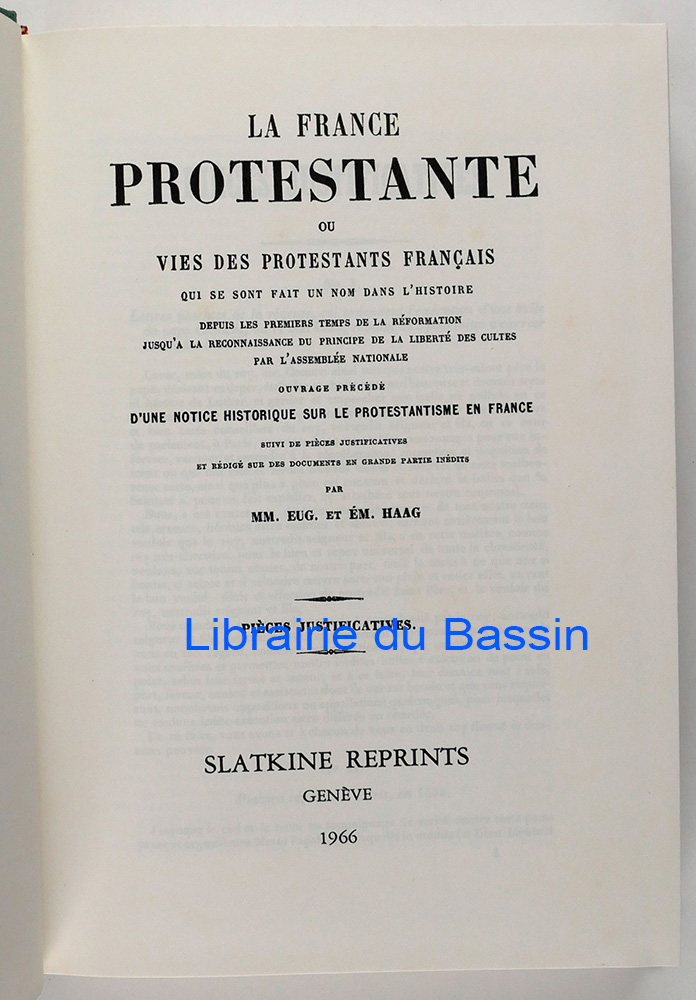 LA FRANCE
PROTESTANTE
OU
VIES DES PROTESTANTS FRANÇAIS
QUI SE SONT FAIT UN NOM DANS L'HISTOIRE
DEPUIS LES PREMIERS TEMPS DE LA RÉFORMATION
JUSQU'A LA RECONNAISSANCE DU PRINCIPE DE LA LIBERTÉ DES CULTES
PAR L'ASSEMBLÉE NATIONALE
OUVRAGE PRÉCÉDÉ
D'UNE NOTICE HISTORIQUE SUR LE PROTESTANTISME EN FRANCE
SUIVI DE PIÈCES JUSTIFICATIVES
ET RÉDIGÉ SUR DES DOCUMENTS EN GRANDE PARTIE INÉDITS
PAR
MM. EUG. ET ÉM. HAAG
PIÈCES JUSTIFICATIVES.
Librairie du Bassin
SLATKINE REPRINTS
GENÈVE
1966